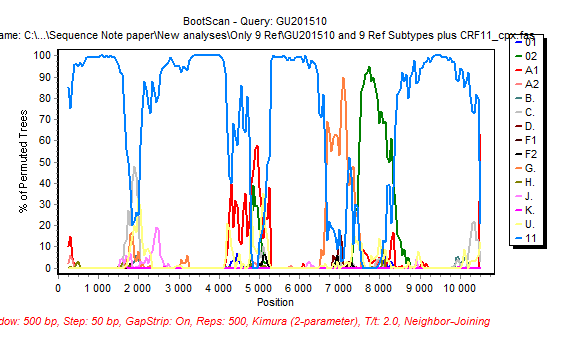 BootScan - Query: GU201510
ame: C:\...\Sequence Note paper\New analyses\Only 9 Ref\GU201510 and 9 Ref Subtypes plus CRF11_cpx.fas
% of Permuted Trees
100
90
80
70
60
50
40
30
20
10
0
0 1 000 2 000 3 000 4 000 5 000 6 000 7 000 8 000 9 000 10 000
Position
01
02
A1
A2
B.
C.
D.
F1
F2
G.
H.
J.
K.
U.
11
dow: 500 bp, Step: 50 bp, GapStrip: On, Reps: 500, Kimura (2-parameter), T/t: 2.0, Neighbor-Joining